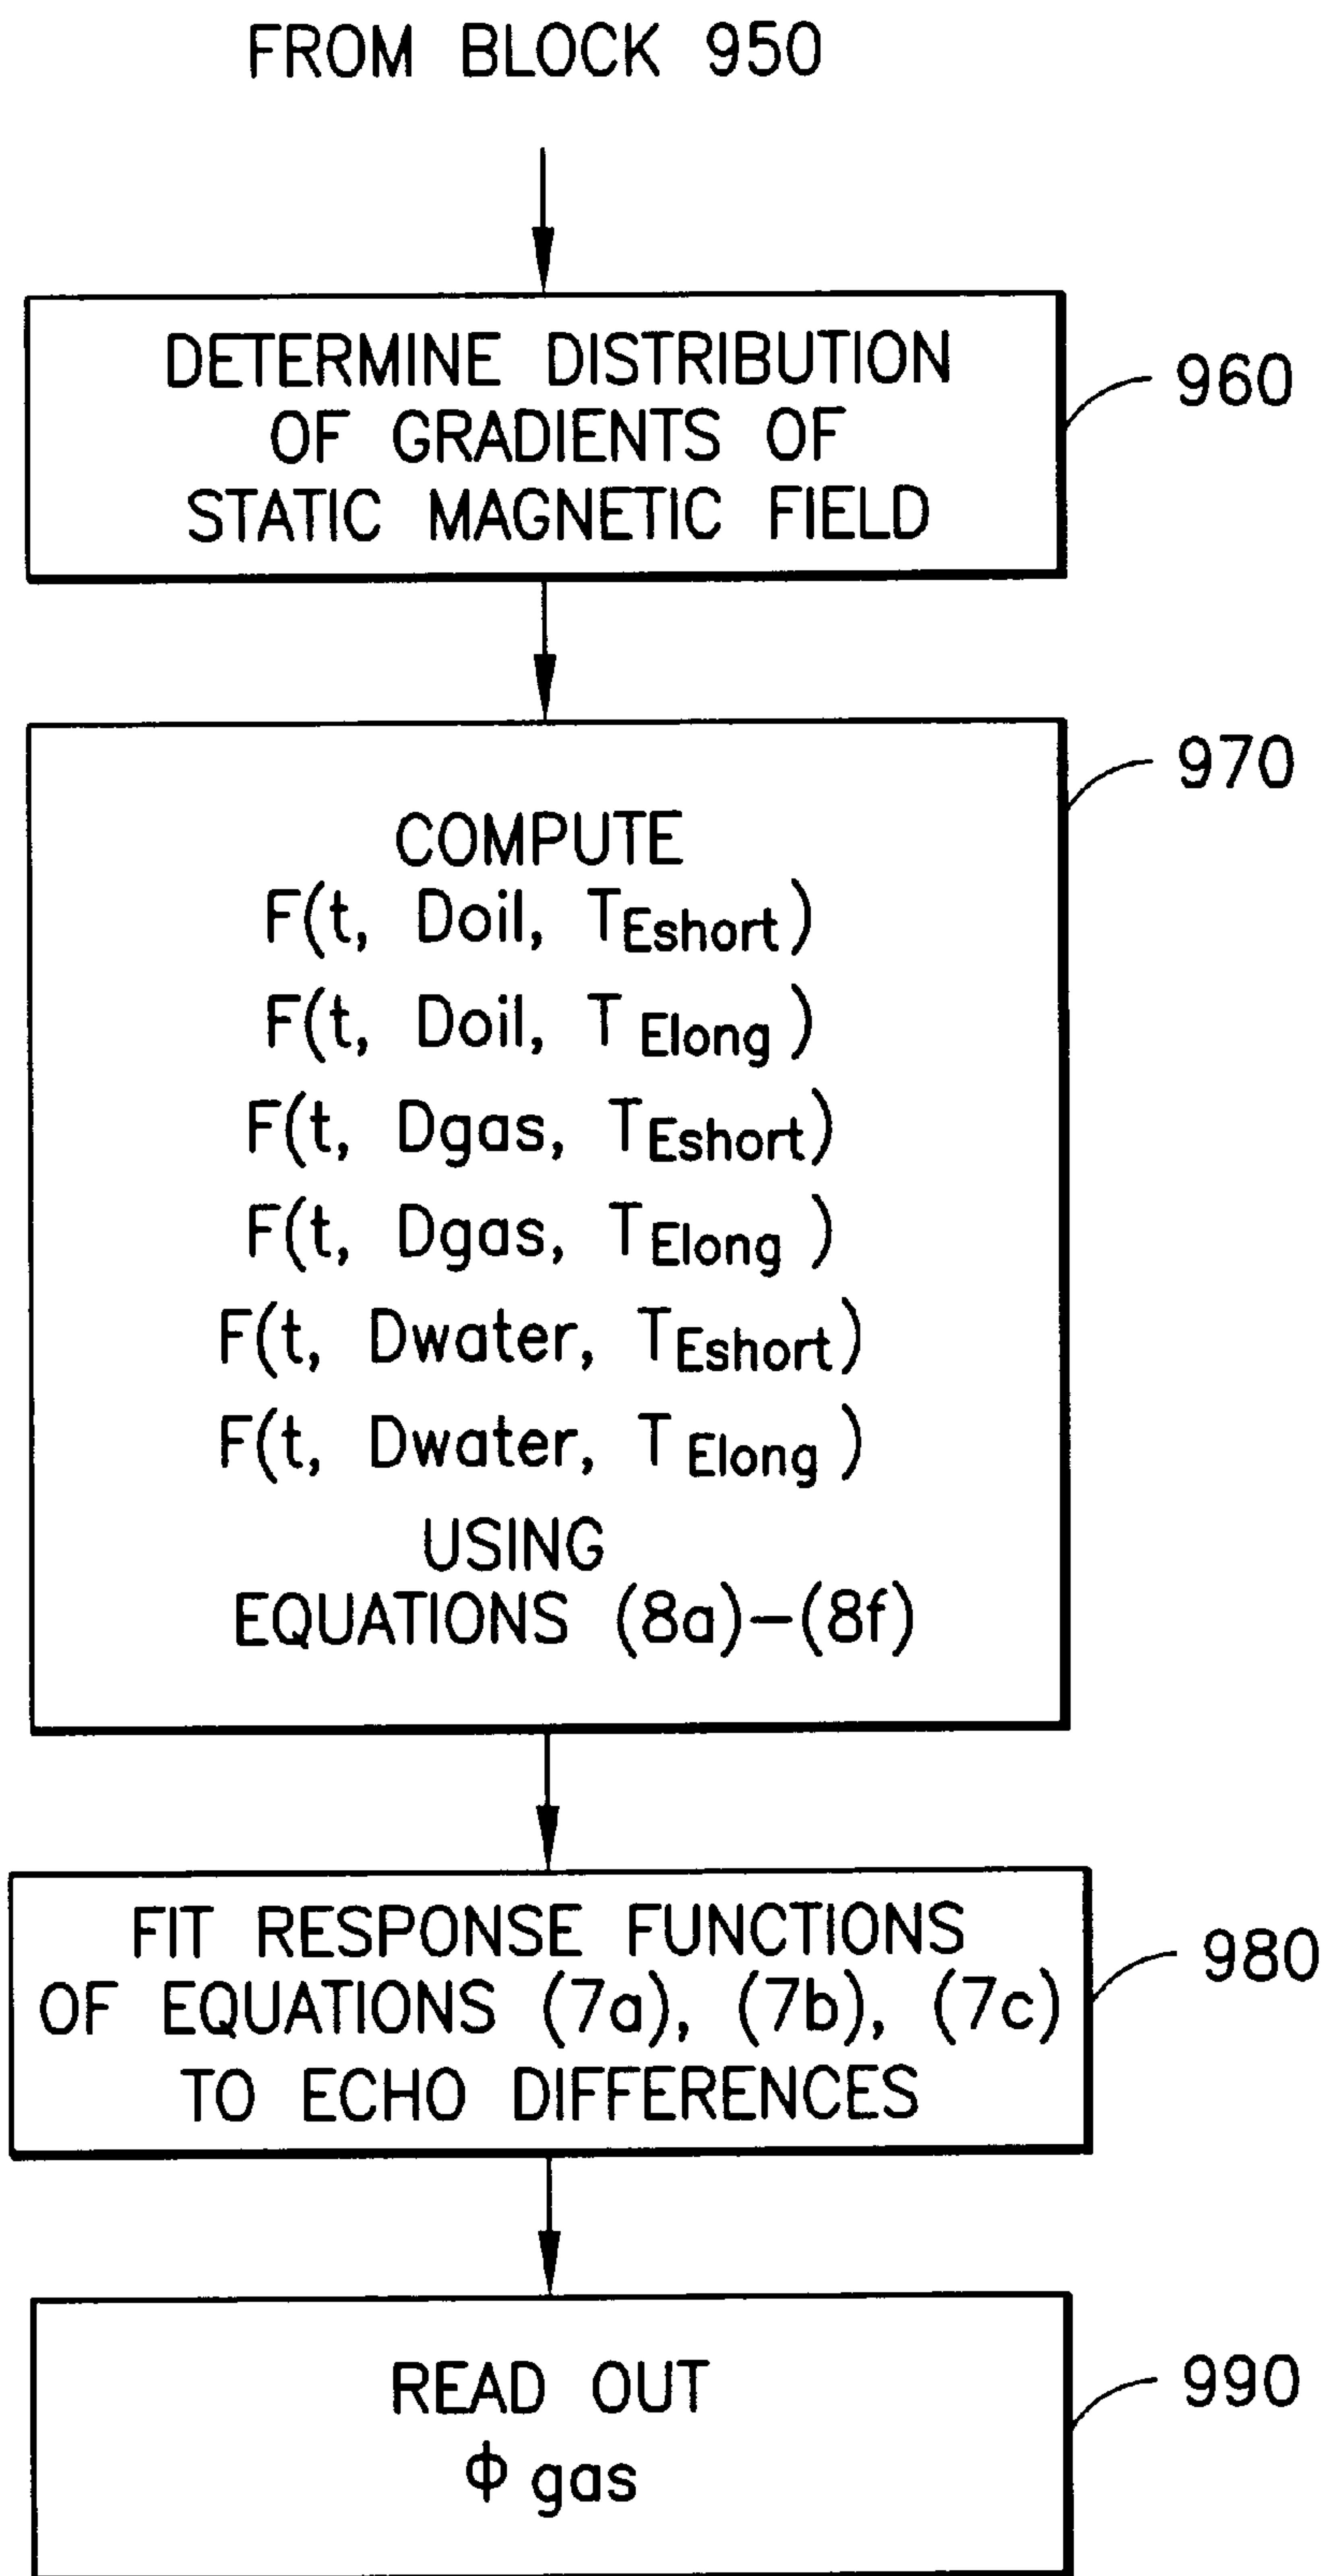 FROM BLOCK 950
DETERMINE DISTRIBUTION
OF GRADIENTS OF
STATIC MAGNETIC FIELD
960
970
COMPUTE
F(t, Doil, TEshort)
F(t, Doil, TElong)
F(t, Dgas, TEshort)
F(t, Dgas, TElong)
F(t, Dwater, TEshort)
F(t, Dwater, TElong)
USING
EQUATIONS (8a)–(8f)
FIT RESPONSE FUNCTIONS
OF EQUATIONS (7a), (7b), (7c)
TO ECHO DIFFERENCES
980
READ OUT
ϕ gas
990